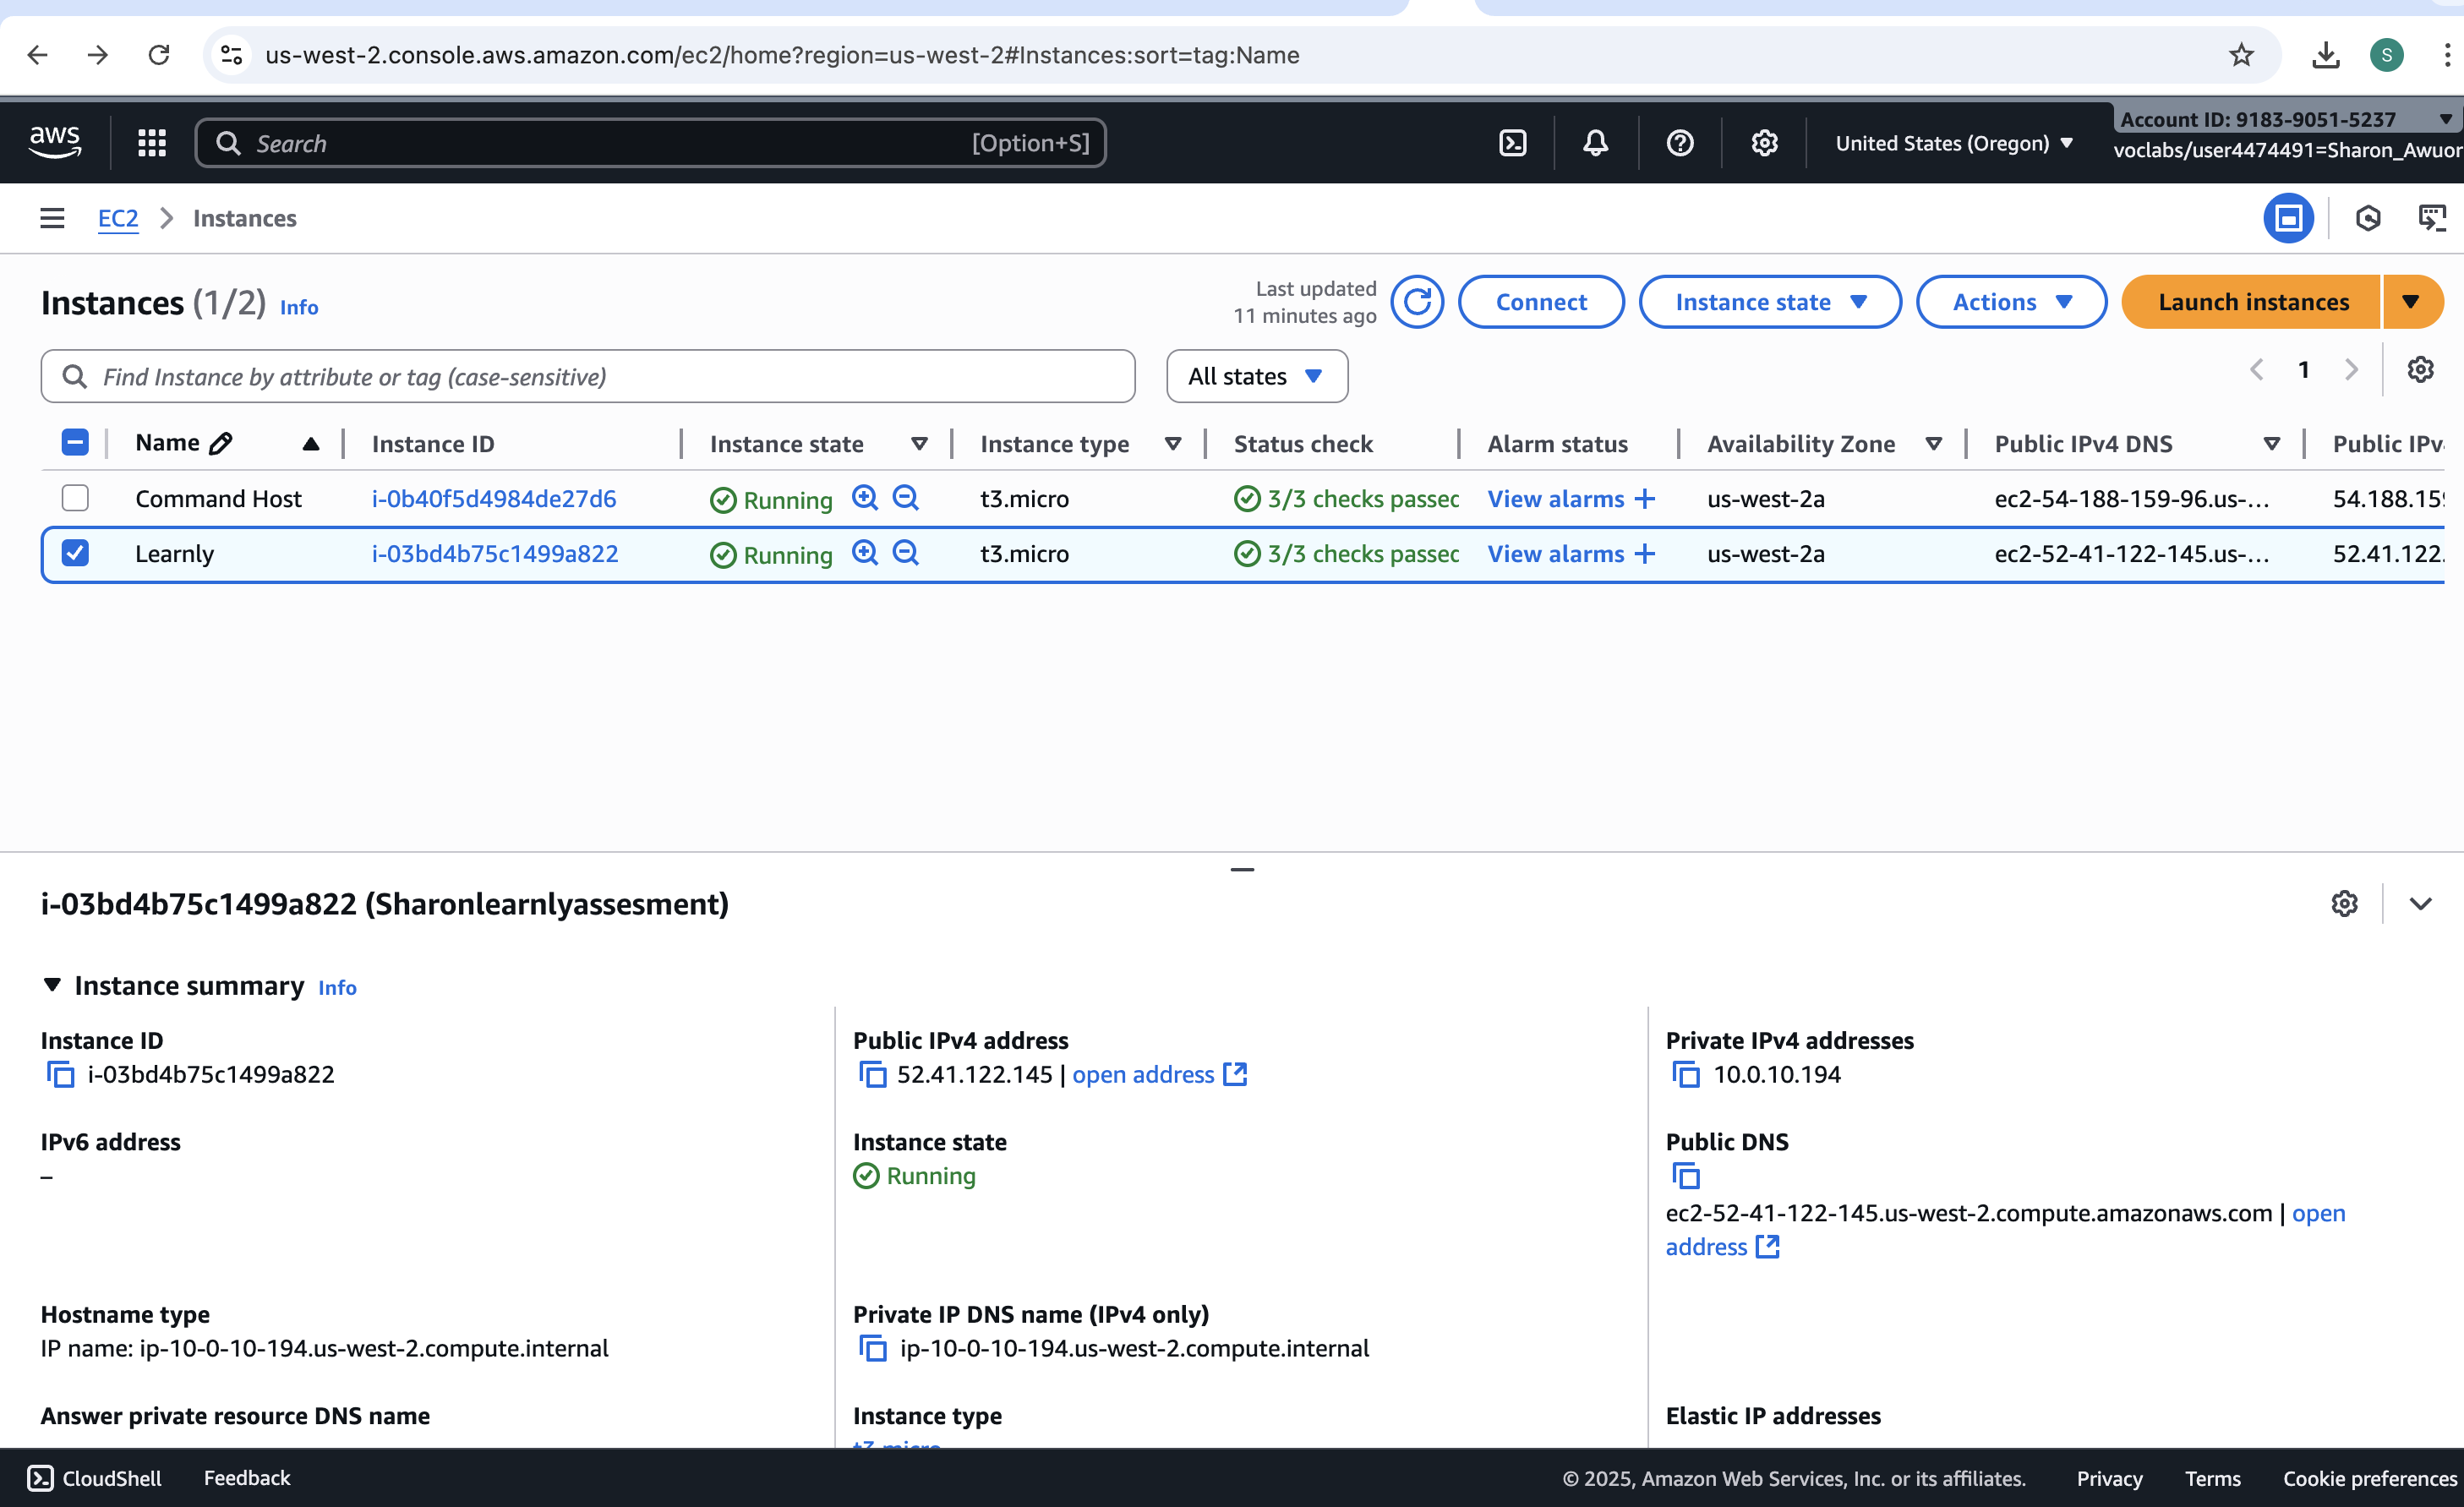 us-west-2.console.aws.amazon.com/ec2/home?region=us-west-2#Instances:sort=tag:Name
S
aws
Search
[Option+S]
United States (Oregon)
Account ID: 9183-9051-5237
voclabs/user4474491=Sharon_Awuor
EC2
Instances
Instances (1/2) Info
Last updated
11 minutes ago
Connect
Instance state
Actions
Launch instances
Find Instance by attribute or tag (case-sensitive)
All states
1
Name Instance ID Instance state Instance type Status check Alarm status Availability Zone Public IPv4 DNS Public IPv
Command Host i-0b40f5d4984de27d6 Running t3.micro 3/3 checks passec View alarms + us-west-2a ec2-54-188-159-96.us-... 54.188.159
Learnly i-03bd4b75c1499a822 Running t3.micro 3/3 checks passec View alarms + us-west-2a ec2-52-41-122-145.us-... 52.41.122.
i-03bd4b75c1499a822 (Sharonlearnlyassesment)
Instance summary Info
Instance ID
i-03bd4b75c1499a822
Public IPv4 address
52.41.122.145 | open address
Private IPv4 addresses
10.0.10.194
IPv6 address
–
Instance state
Running
Public DNS
ec2-52-41-122-145.us-west-2.compute.amazonaws.com | open
address
Hostname type
IP name: ip-10-0-10-194.us-west-2.compute.internal
Private IP DNS name (IPv4 only)
ip-10-0-10-194.us-west-2.compute.internal
Answer private resource DNS name
Instance type
t3.micro
Elastic IP addresses
CloudShell
Feedback
© 2025, Amazon Web Services, Inc. or its affiliates.
Privacy
Terms
Cookie preferences